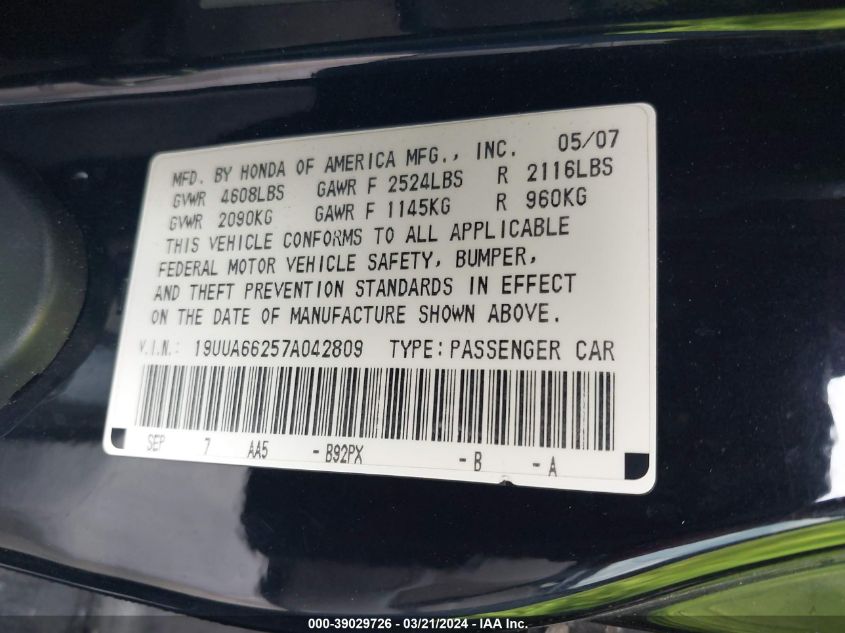 MFD. BY HONDA OF AMERICA MFG., INC. 05/07
GVWR 4608LBS GAWR F 2524LBS R 2116LBS
GVWR 2090KG GAWR F 1145KG R 960KG
THIS VEHICLE CONFORMS TO ALL APPLICABLE
FEDERAL MOTOR VEHICLE SAFETY, BUMPER,
AND THEFT PREVENTION STANDARDS IN EFFECT
ON THE DATE OF MANUFACTURE SHOWN ABOVE.
V.I.N.: 19UUA66257A042809 TYPE: PASSENGER CAR
SEP 7 AA5 - B92PX - B - A
000-39029726 - 03/21/2024 - IAA Inc.